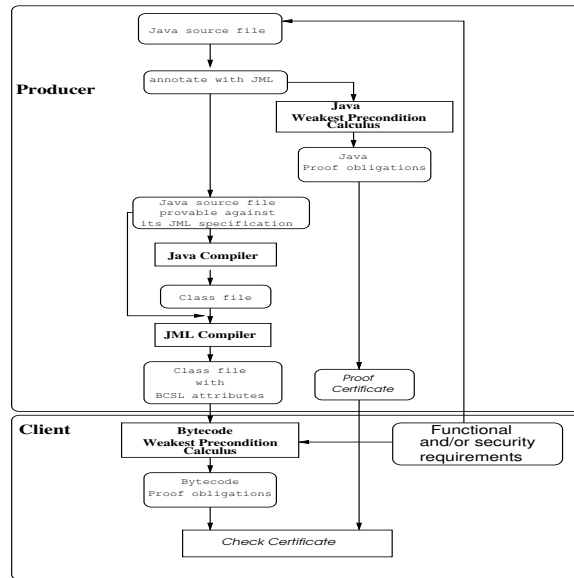 Java source file
Producer
annotate with JML
Java
Weakest Precondition
Calculus
Java
Proof obligations
Java source file
provable against
its JML specification
Java Compiler
Class file
JML Compiler
Class file
with
BCSL attributes
Proof
Certificate
Client
Bytecode
Weakest Precondition
Calculus
Functional
and/or security
requirements
Bytecode
Proof obligations
Check Certificate